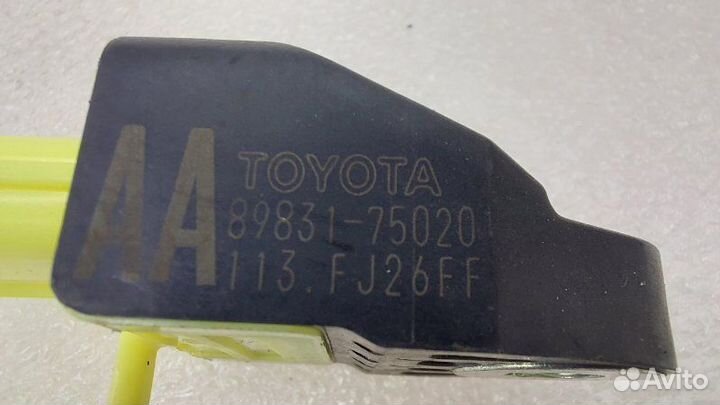 AA
TOYOTA
89831-75020
113.FJ26FF
Avito